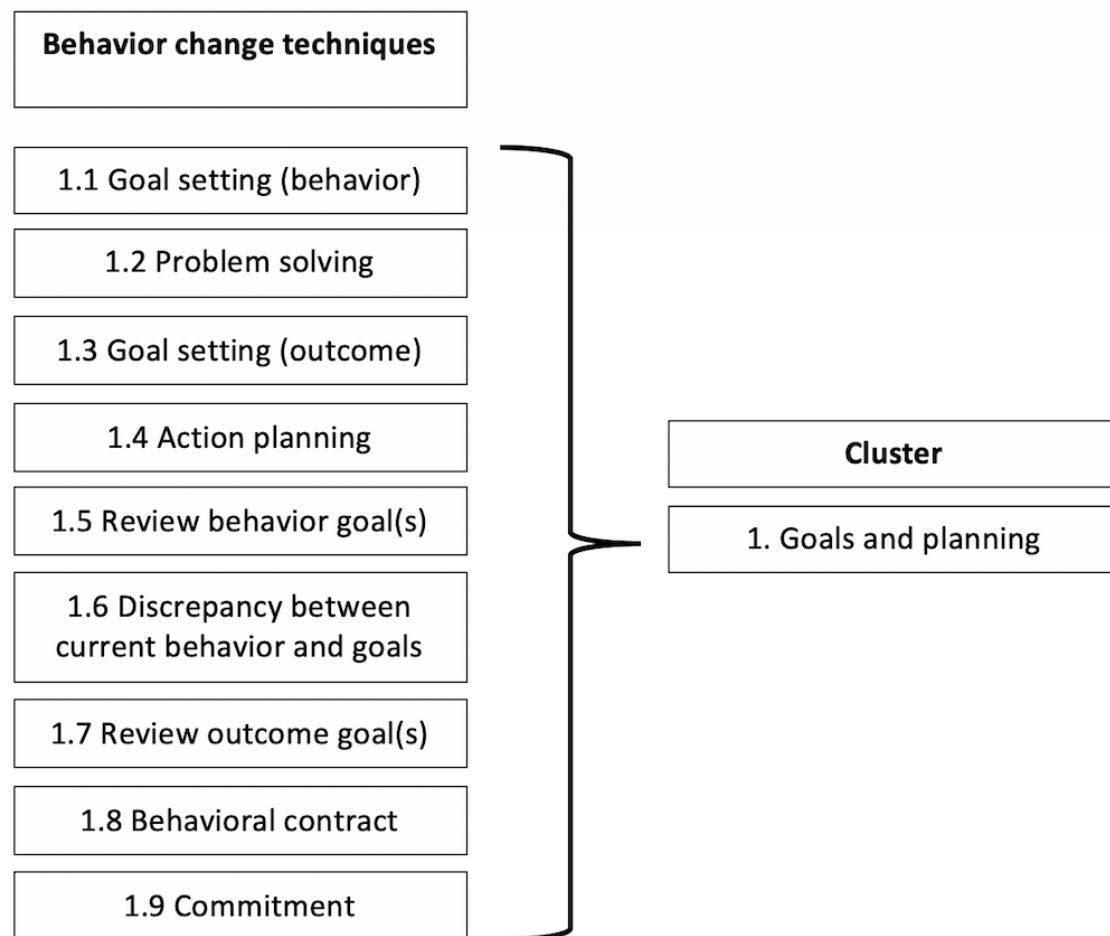 Behavior change techniques
1.1 Goal setting (behavior)
1.2 Problem solving
1.3 Goal setting (outcome)
1.4 Action planning
1.5 Review behavior goal(s)
1.6 Discrepancy between
current behavior and goals
1.7 Review outcome goal(s)
1.8 Behavioral contract
1.9 Commitment
Cluster
1. Goals and planning